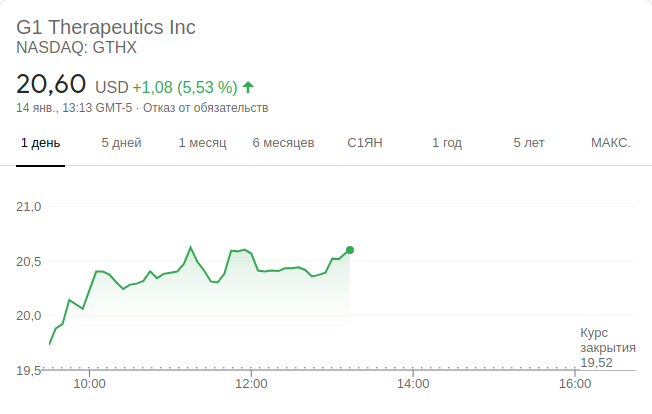 G1 Therapeutics Inc
NASDAQ: GTHX
20,60 USD +1,08 (5,53 %)
14 янв., 13:13 GMT-5 · Отказ от обязательств
1 день 5 дней 1 месяц 6 месяцев С1ЯН 1 год 5 лет МАКС.
21,0
20,5
20,0
Курс
закрытия
19,52
19,5
10:00 12:00 14:00 16:00